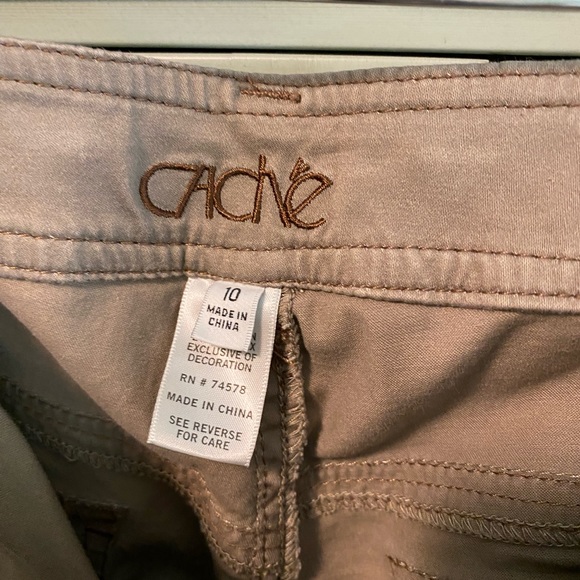 CAChé
10
MADE IN
CHINA
EXCLUSIVE OF
DECORATION
RN # 74578
MADE IN CHINA
SEE REVERSE
FOR CARE